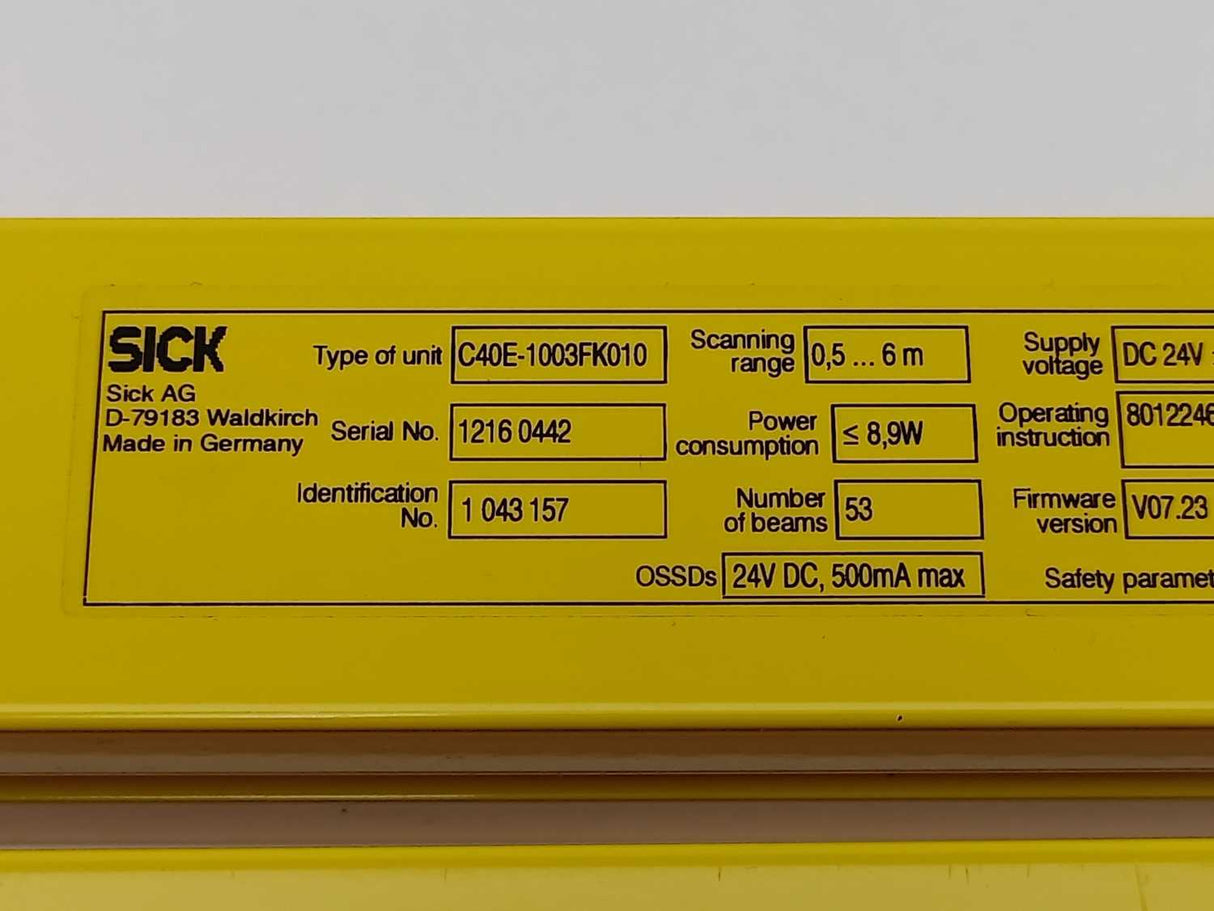 SICK
Sick AG
D-79183 Waldkirch
Made in Germany
Type of unit C40E-1003FK010
Serial No. 1216 0442
Identification
No. 1 043 157
Scanning
range 0,5 ... 6 m
Power
consumption ≤ 8,9W
Number
of beams 53
OSSDs 24V DC, 500mA max
Supply
voltage DC 24V
Operating
instruction 8012246
Firmware
version V07.23
Safety